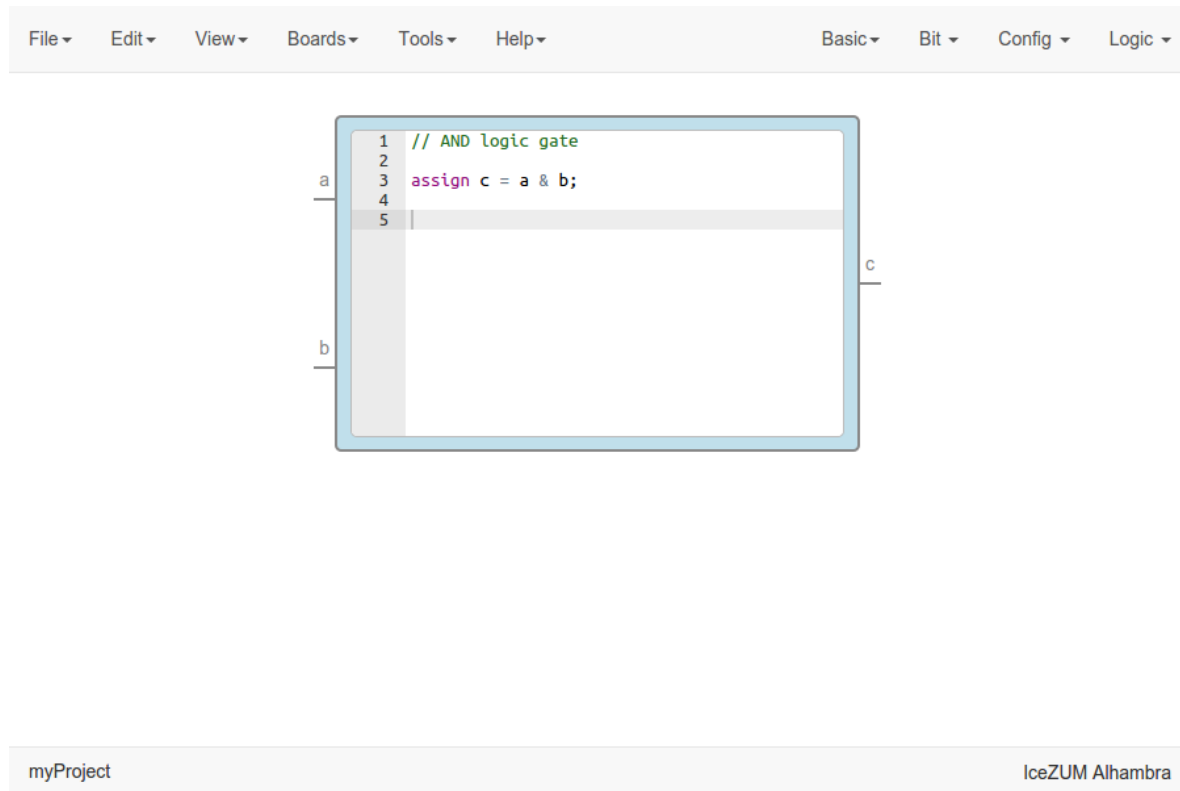 File Edit View Boards Tools Help Basic Bit Config Logic
1 // AND logic gate
2
a
3 assign c = a & b;
4
5
c
b
myProject IceZUM Alhambra